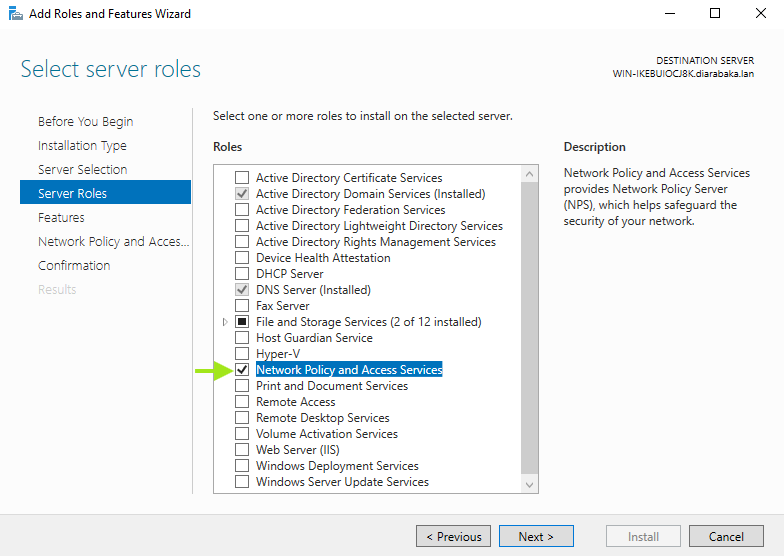 Add Roles and Features Wizard
Select server roles
DESTINATION SERVER
WIN-IKEBUIOCJ8K.diarabaka.lan
Before You Begin
Installation Type
Server Selection
Server Roles
Features
Network Policy and Acces...
Confirmation
Results
Select one or more roles to install on the selected server.
Roles
Active Directory Certificate Services
Active Directory Domain Services (Installed)
Active Directory Federation Services
Active Directory Lightweight Directory Services
Active Directory Rights Management Services
Device Health Attestation
DHCP Server
DNS Server (Installed)
Fax Server
File and Storage Services (2 of 12 installed)
Host Guardian Service
Hyper-V
Network Policy and Access Services
Print and Document Services
Remote Access
Remote Desktop Services
Volume Activation Services
Web Server (IIS)
Windows Deployment Services
Windows Server Update Services
Description
Network Policy and Access Services
provides Network Policy Server
(NPS), which helps safeguard the
security of your network.
< Previous
Next >
Install
Cancel